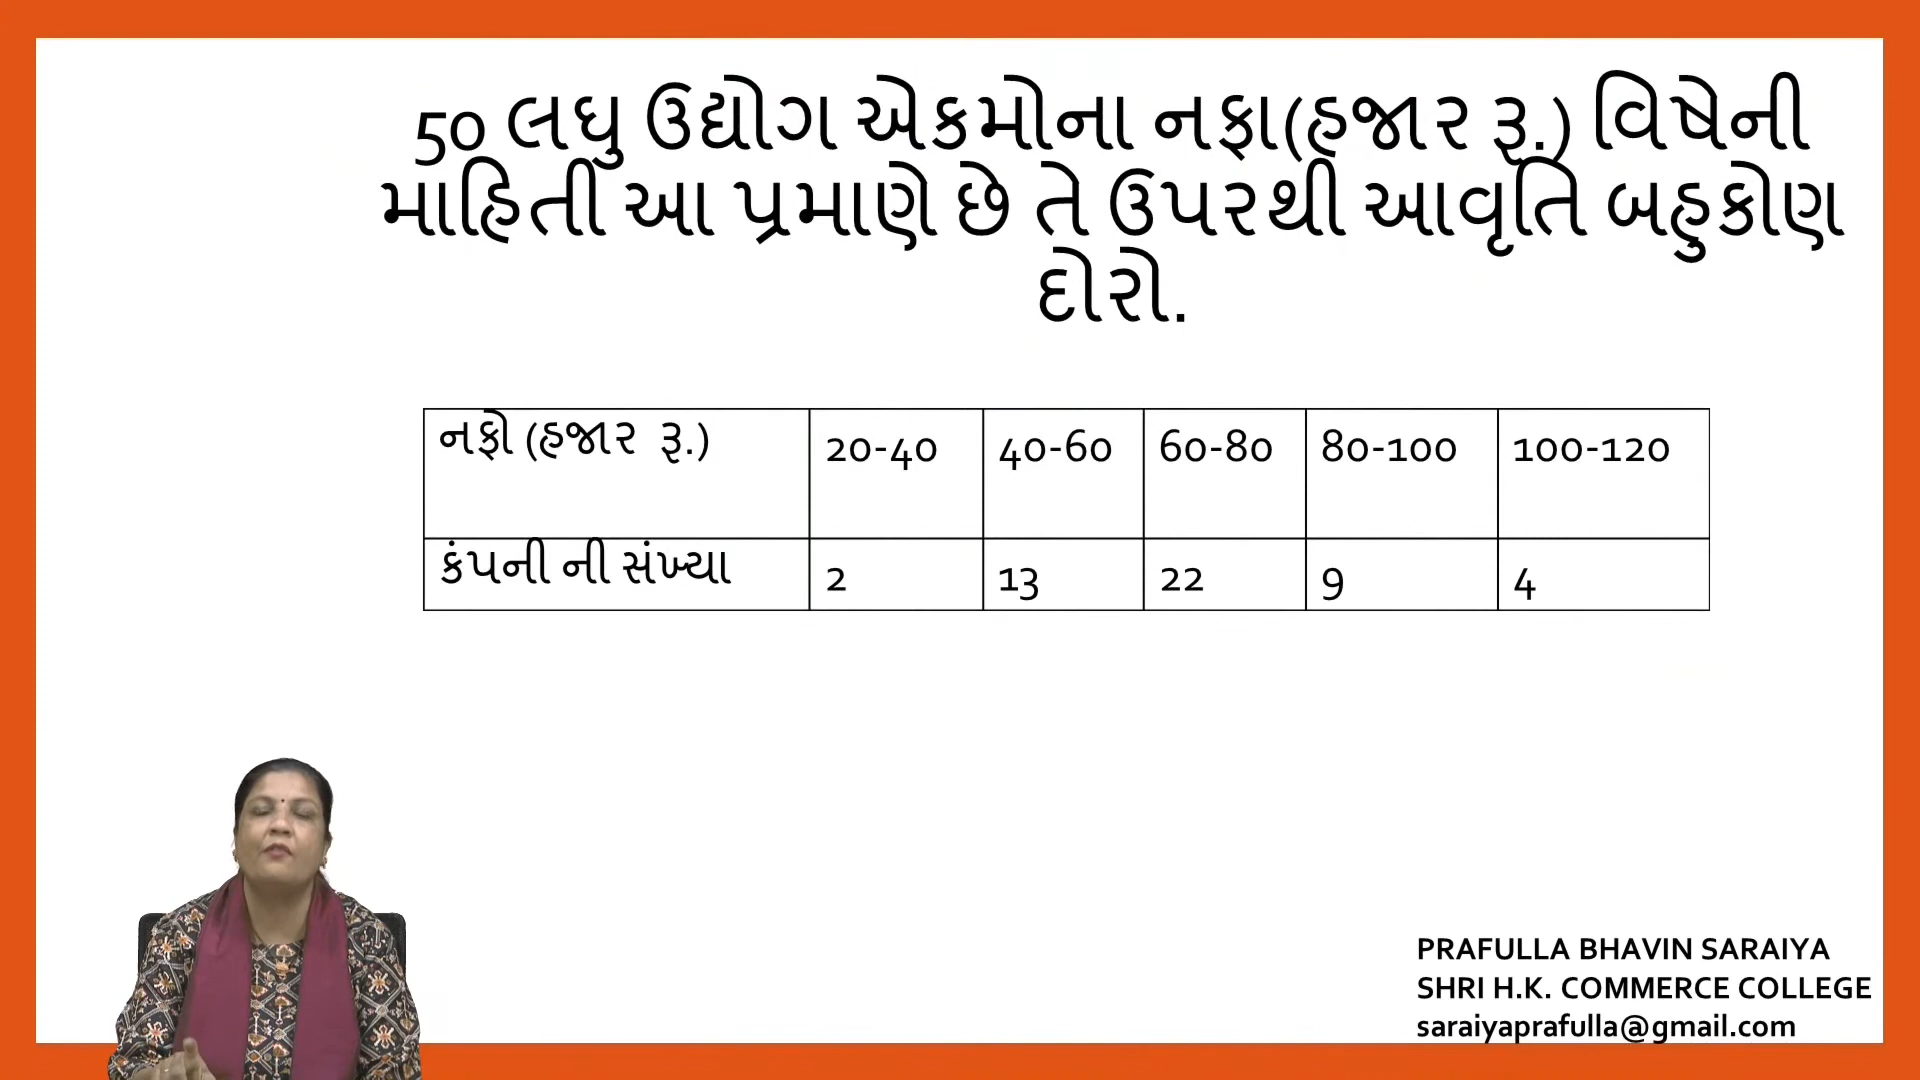 50 લઘુ ઉદ્યોગ એકમોના નફા(હજાર રૂ.) વિષેની
માહિતી આ પ્રમાણે છે તે ઉપરથી આવૃતિ બહુકોણ
દોરો.
નફો (હજાર રૂ.) 20-40 40-60 60-80 80-100 100-120
કંપની ની સંખ્યા 2 13 22 9 4
PRAFULLA BHAVIN SARAIYA
SHRI H.K. COMMERCE COLLEGE
saraiyaprafulla@gmail.com